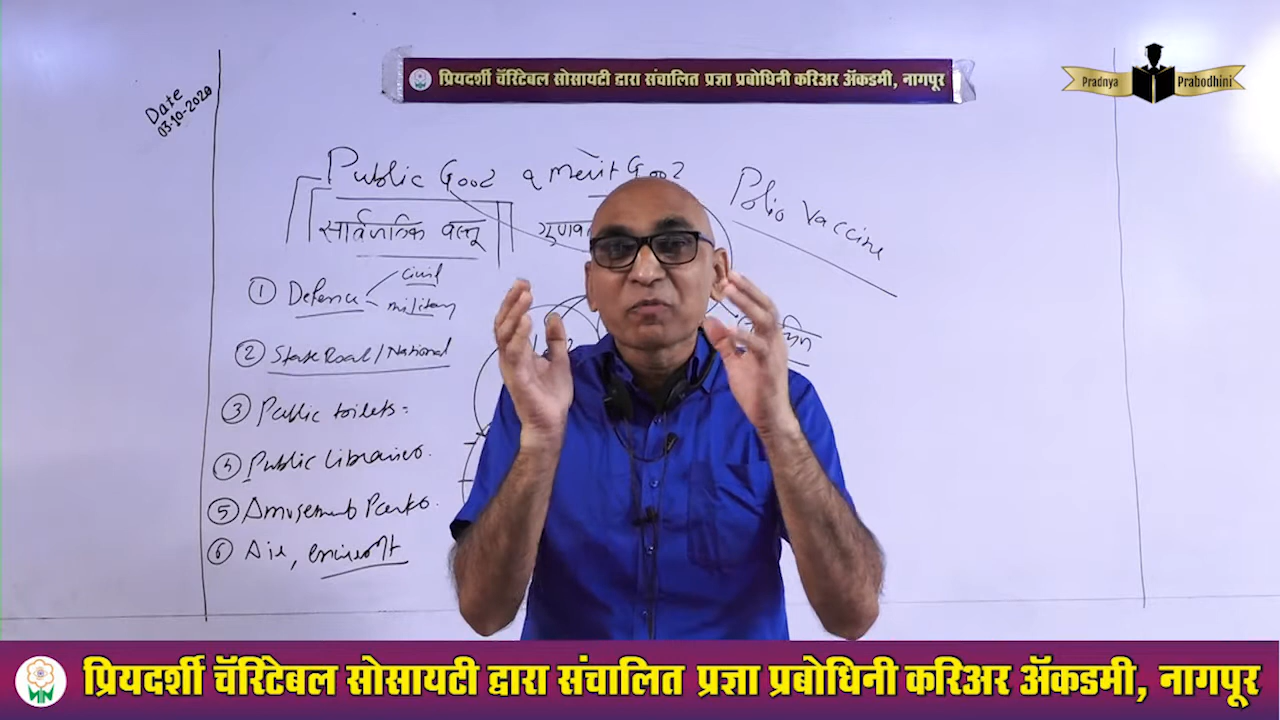 प्रियदर्शी चॅरिटेबल सोसायटी द्वारा संचालित प्रज्ञा प्रबोधिनी करिअर ॲकडमी, नागपूर
Pradnya Prabodhini
Date
03-10-2020
Public Good व merit Good
Polio Vaccine
सार्वजनिक वस्तू
① Defence civil
military
② State Road/National
③ Public toilets
④ Public Libraries
⑤ Amusement Parks
⑥ Air,
प्रियदर्शी चॅरिटेबल सोसायटी द्वारा संचालित प्रज्ञा प्रबोधिनी करिअर ॲकडमी, नागपूर